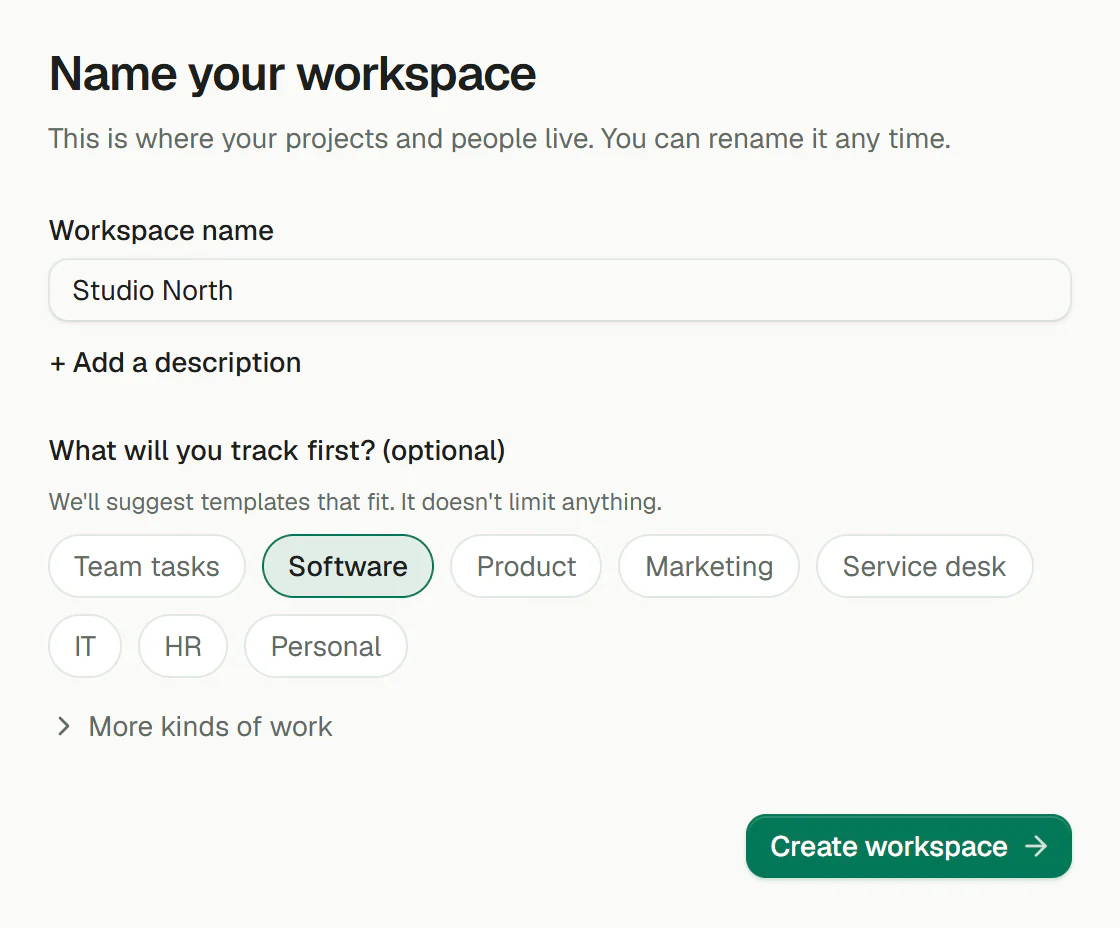 Name your workspace
This is where your projects and people live. You can rename it any time.
Workspace name
Studio North
+ Add a description
What will you track first? (optional)
We'll suggest templates that fit. It doesn't limit anything.
Team tasks Software Product Marketing Service desk
IT HR Personal
More kinds of work
Create workspace →